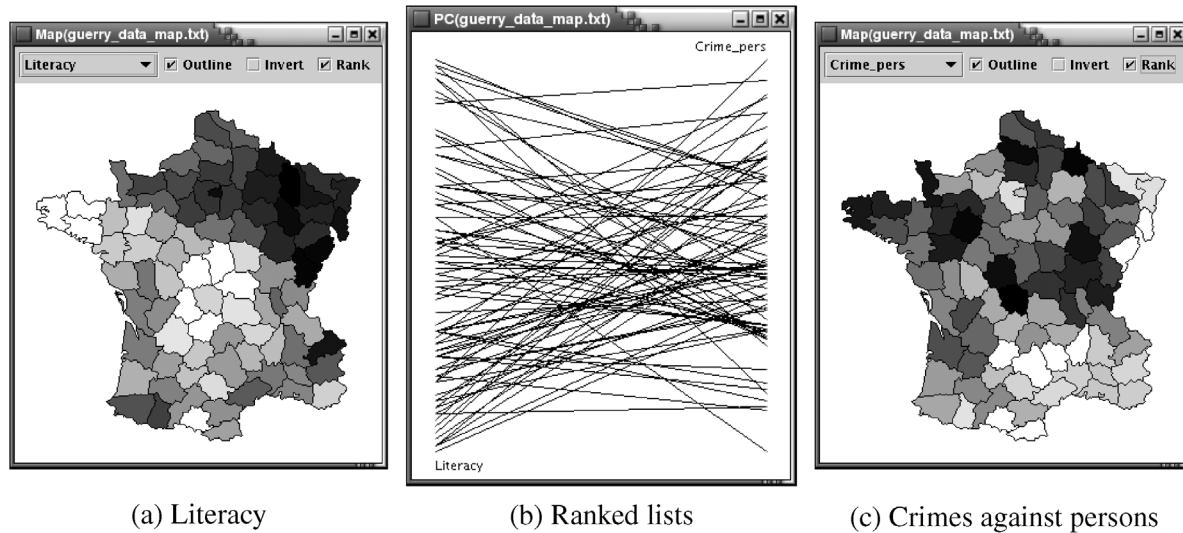 Map(guerry_data_map.txt)
Literacy Outline Invert Rank
(a) Literacy
PC(guerry_data_map.txt)
Crime_pers
Literacy
(b) Ranked lists
Map(guerry_data_map.txt)
Crime_pers Outline Invert Rank
(c) Crimes against persons